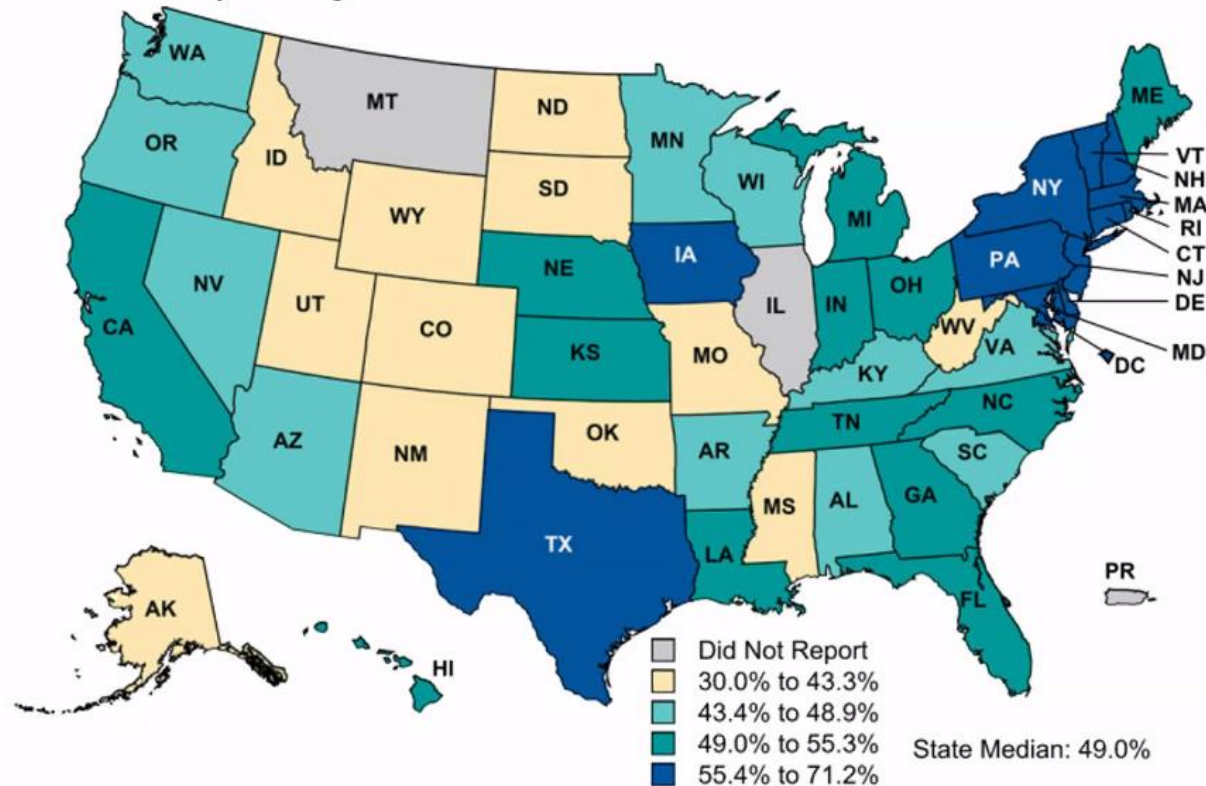 WA
MT
ND
MN
ME
OR
ID
SD
WI
MI
VT
NH
NY
MA
RI
WY
CT
NE
IA
PA
NJ
NV
UT
CO
IL
IN
OH
DE
CA
KS
MO
WV
VA
MD
KY
DC
AZ
NM
OK
AR
TN
NC
SC
MS
AL
GA
TX
LA
PR
FL
AK
HI
Did Not Report
30.0% to 43.3%
43.4% to 48.9%
49.0% to 55.3%
State Median: 49.0%
55.4% to 71.2%